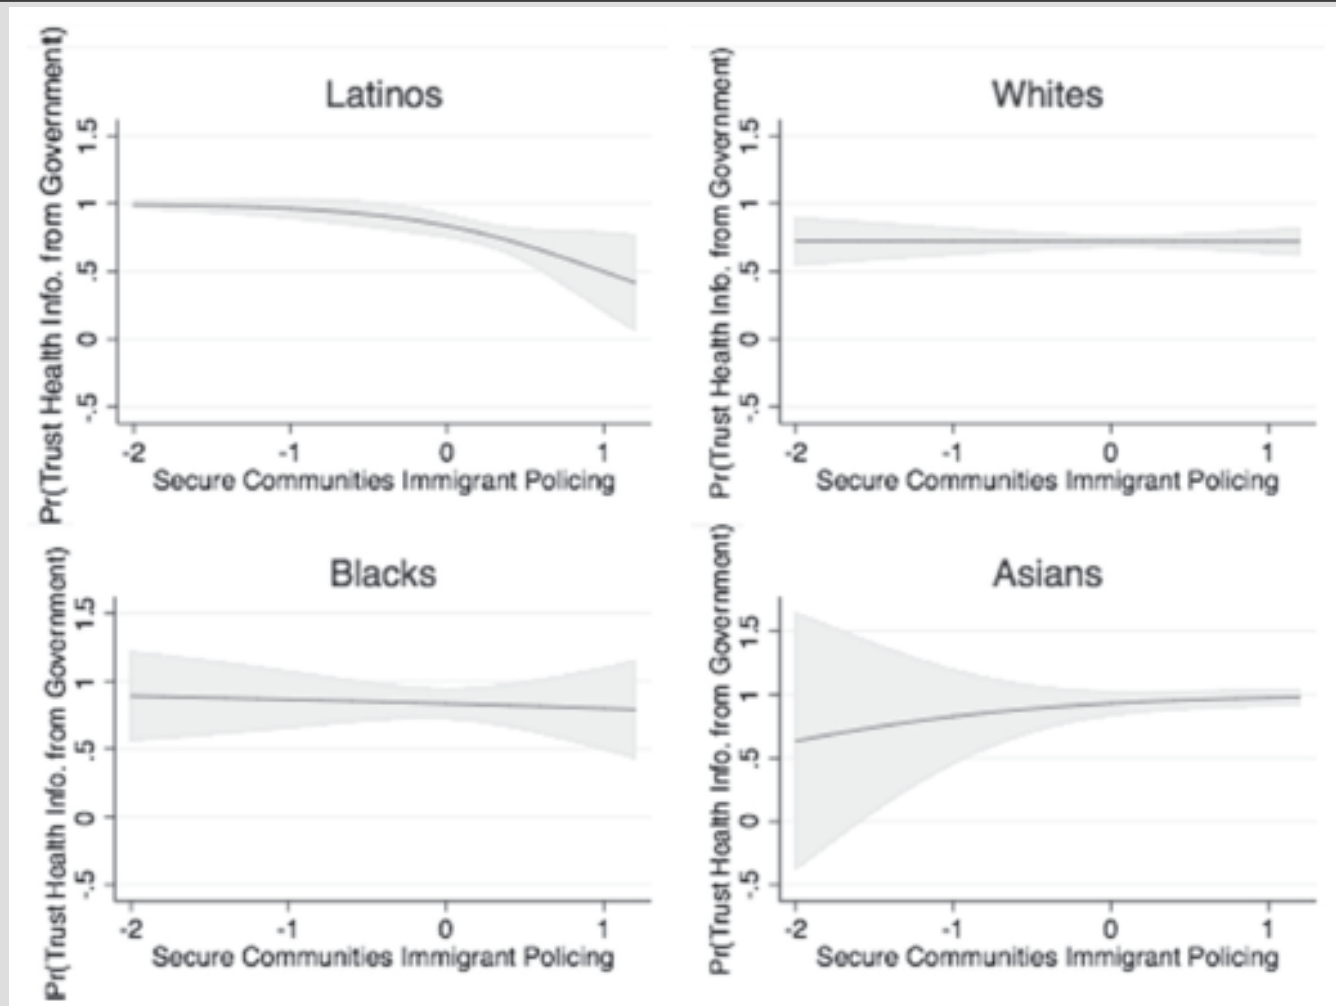 Latinos
Pr(Trust Health Info. from Government)
1.5
1
.5
0
-.5
-2 -1 0 1
Secure Communities Immigrant Policing
Whites
Pr(Trust Health Info. from Government)
1.5
1
.5
0
-.5
-2 -1 0 1
Secure Communities Immigrant Policing
Blacks
Pr(Trust Health Info. from Government)
1.5
1
.5
0
-.5
-2 -1 0 1
Secure Communities Immigrant Policing
Asians
Pr(Trust Health Info. from Government)
1.5
1
.5
0
-.5
-2 -1 0 1
Secure Communities Immigrant Policing